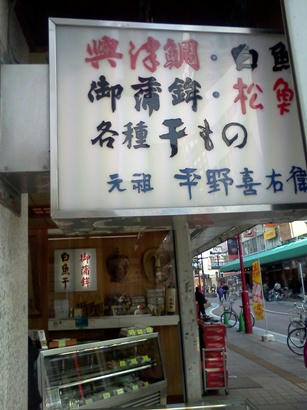 興津鯛・白魚
御蒲鉾・松魚
各種干もの
元祖 平野喜右衛
御蒲鉾
白魚干